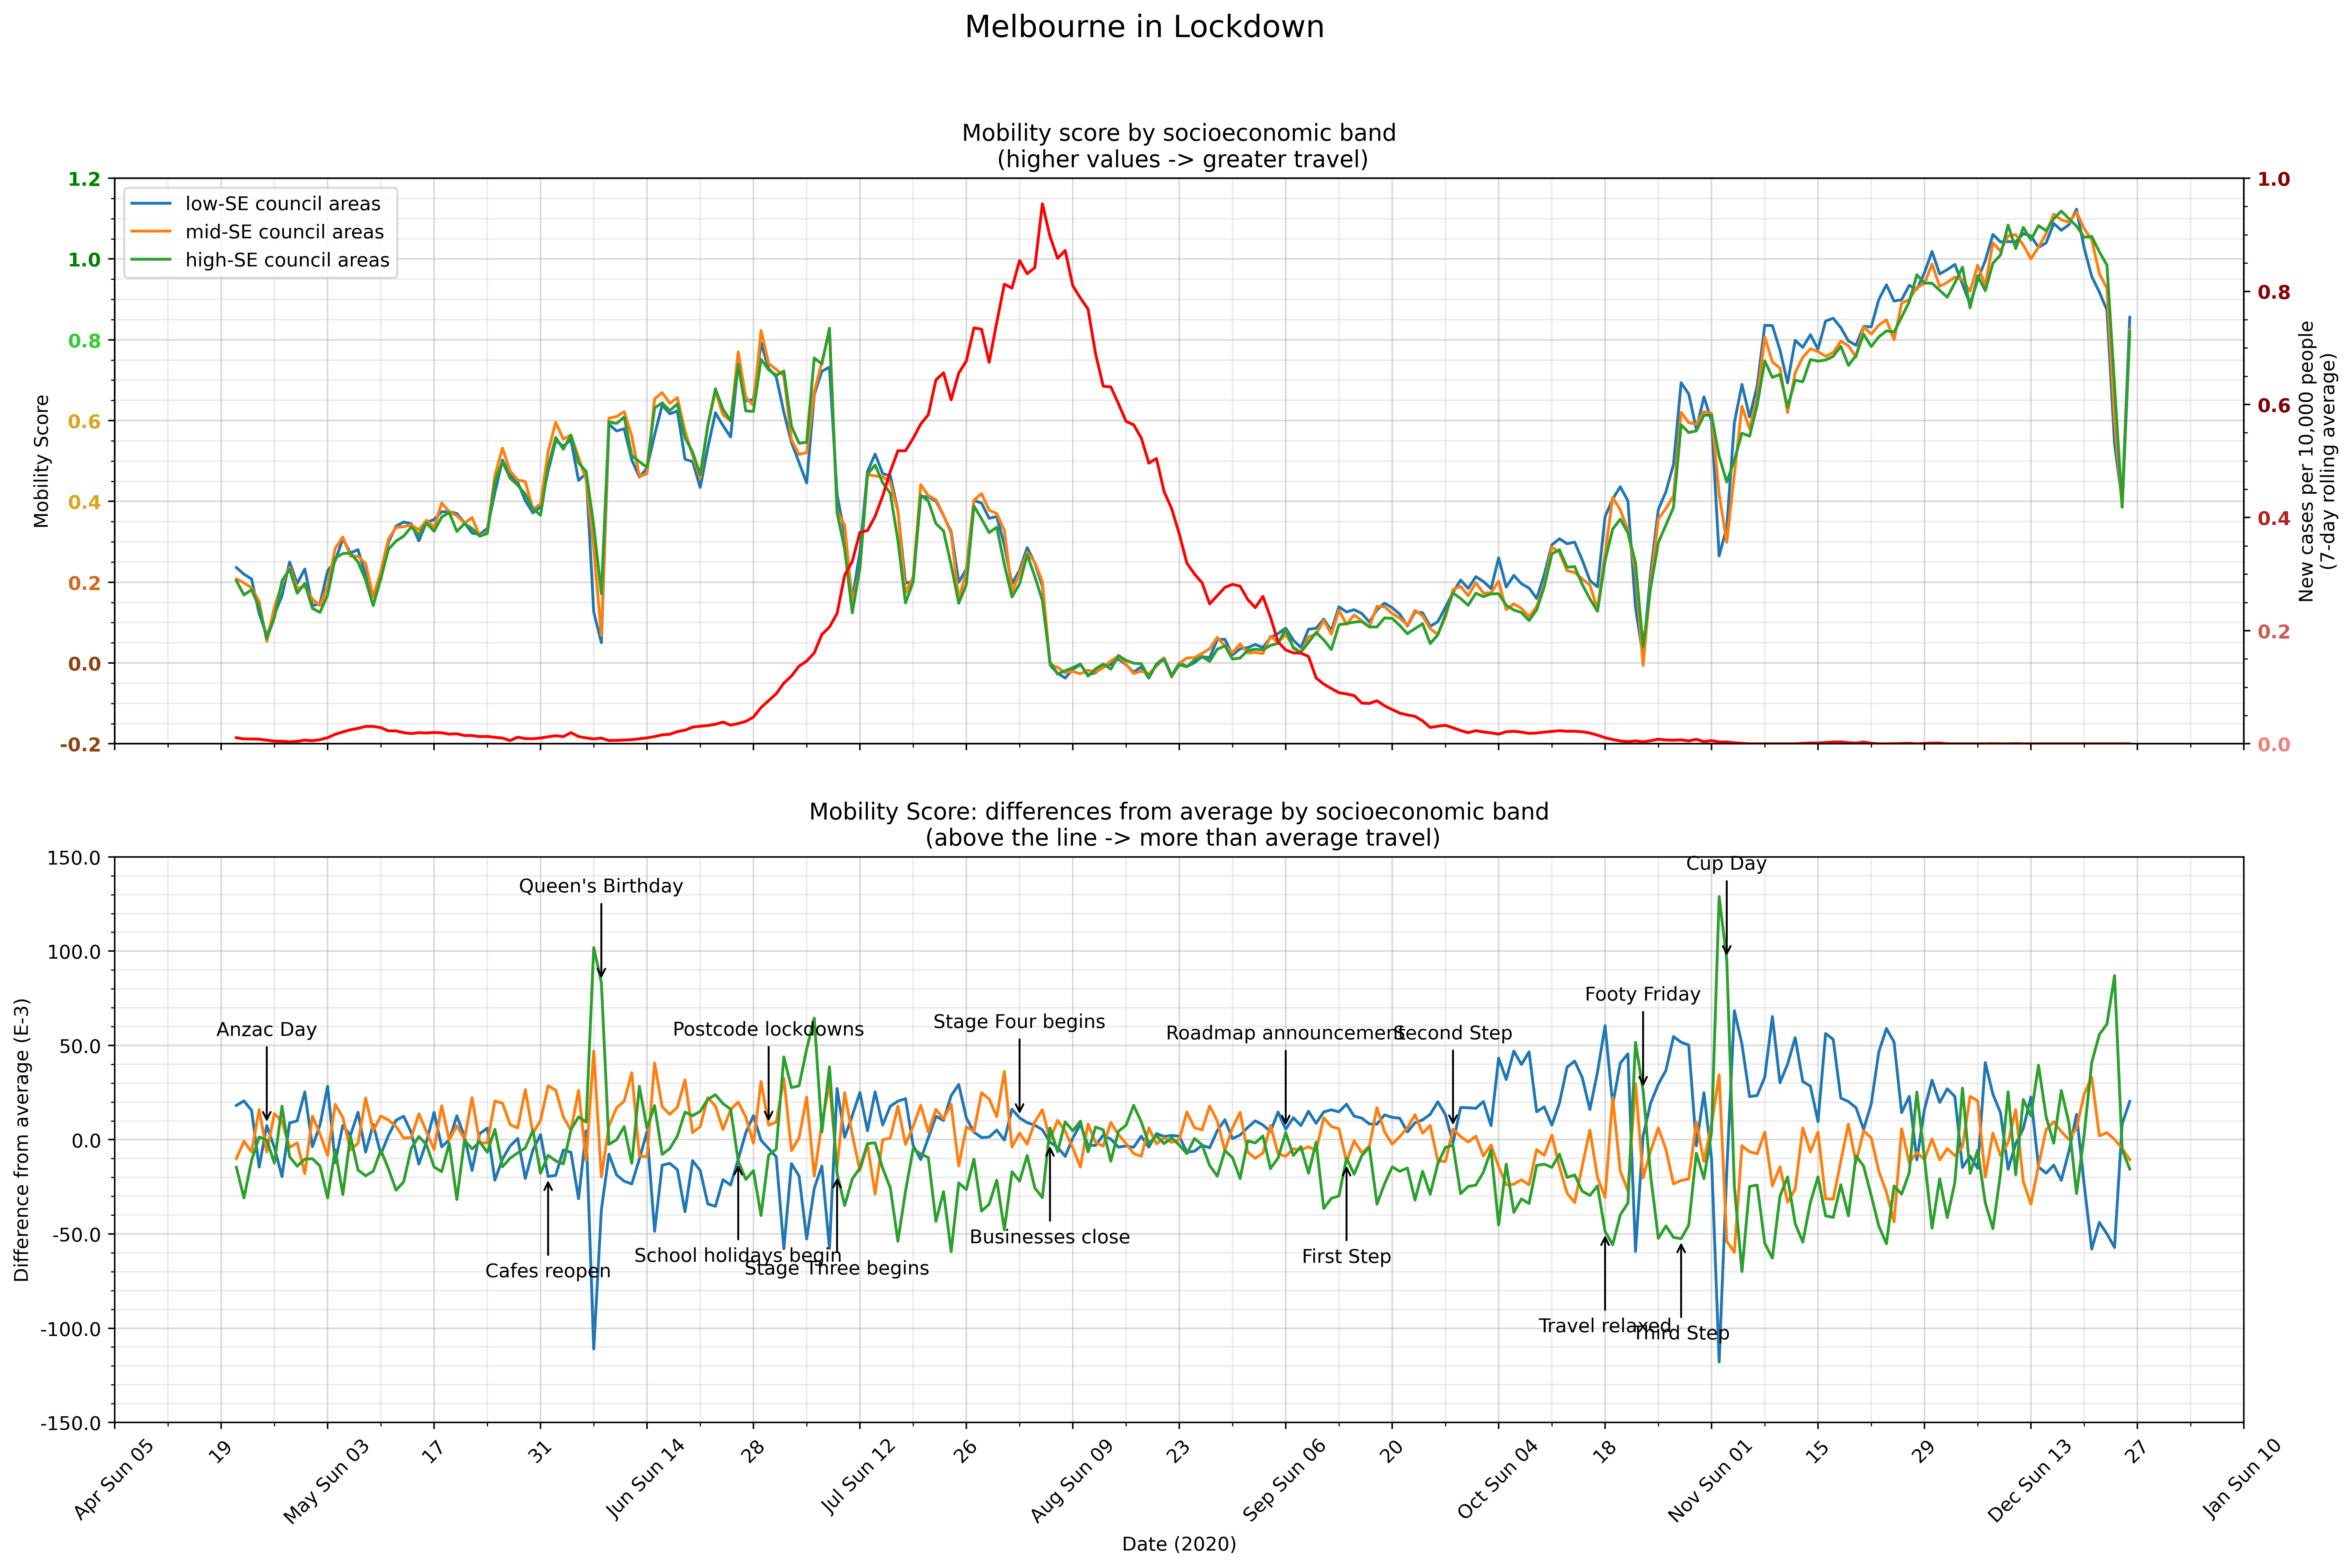 Melbourne in Lockdown
Mobility score by socioeconomic band
(higher values -> greater travel)
low-SE council areas
mid-SE council areas
high-SE council areas
Mobility Score
1.2
1.0
0.8
0.6
0.4
0.2
0.0
-0.2
1.0
0.8
0.6
0.4
0.2
0.0
New cases per 10,000 people
(7-day rolling average)
Mobility Score: differences from average by socioeconomic band
(above the line -> more than average travel)
Difference from average (E-3)
150.0
100.0
50.0
0.0
-50.0
-100.0
-150.0
Cup Day
Queen's Birthday
Footy Friday
Anzac Day
Postcode lockdowns
Stage Four begins
Roadmap announcement
Second Step
Cafes reopen
School holidays begin
Stage Three begins
Businesses close
First Step
Travel relaxed
Third Step
Apr Sun 05
19
May Sun 03
17
31
Jun Sun 14
28
Jul Sun 12
26
Aug Sun 09
23
Sep Sun 06
20
Oct Sun 04
18
Nov Sun 01
15
29
Dec Sun 13
27
Jan Sun 10
Date (2020)